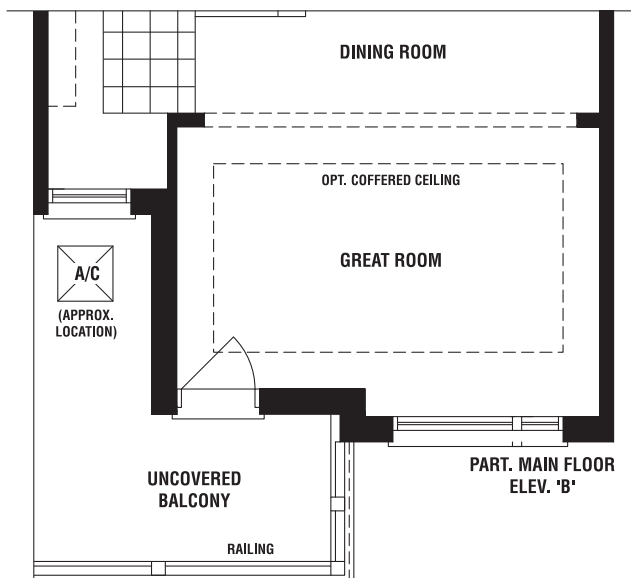 DINING ROOM
OPT. COFFERED CEILING
GREAT ROOM
A/C
(APPROX.
LOCATION)
UNCOVERED
BALCONY
PART. MAIN FLOOR
ELEV. 'B'
RAILING